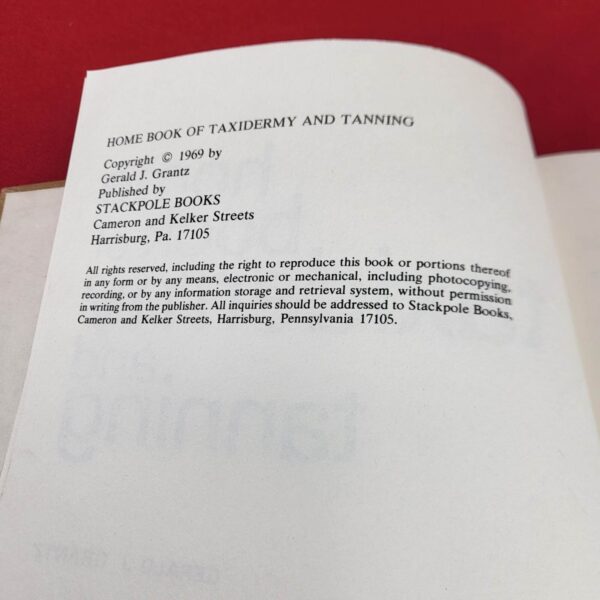 HOME BOOK OF TAXIDERMY AND TANNING
Copyright © 1969 by
Gerald J. Grantz
Published by
STACKPOLE BOOKS
Cameron and Kelker Streets
Harrisburg, Pa. 17105
All rights reserved, including the right to reproduce this book or portions thereof
in any form or by any means, electronic or mechanical, including photocopying,
recording, or by any information storage and retrieval system, without permission
in writing from the publisher. All inquiries should be addressed to Stackpole Books,
Cameron and Kelker Streets, Harrisburg, Pennsylvania 17105.
tanning
GERALD J. GRANTZ